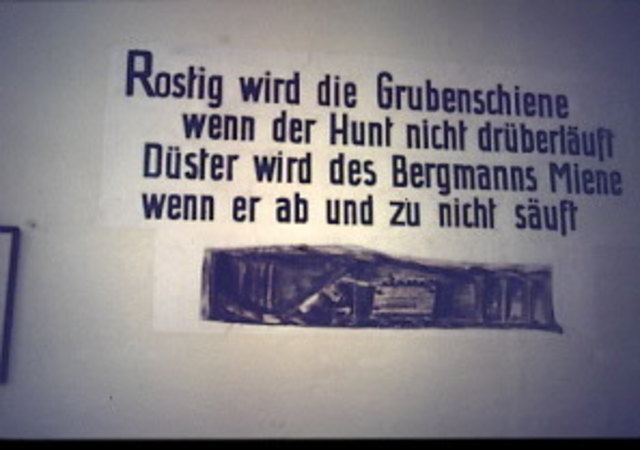 Rostig wird die Grubenschiene
wenn der Hunt nicht drüberläuft
Düster wird des Bergmanns Miene
wenn er ab und zu nicht säuft